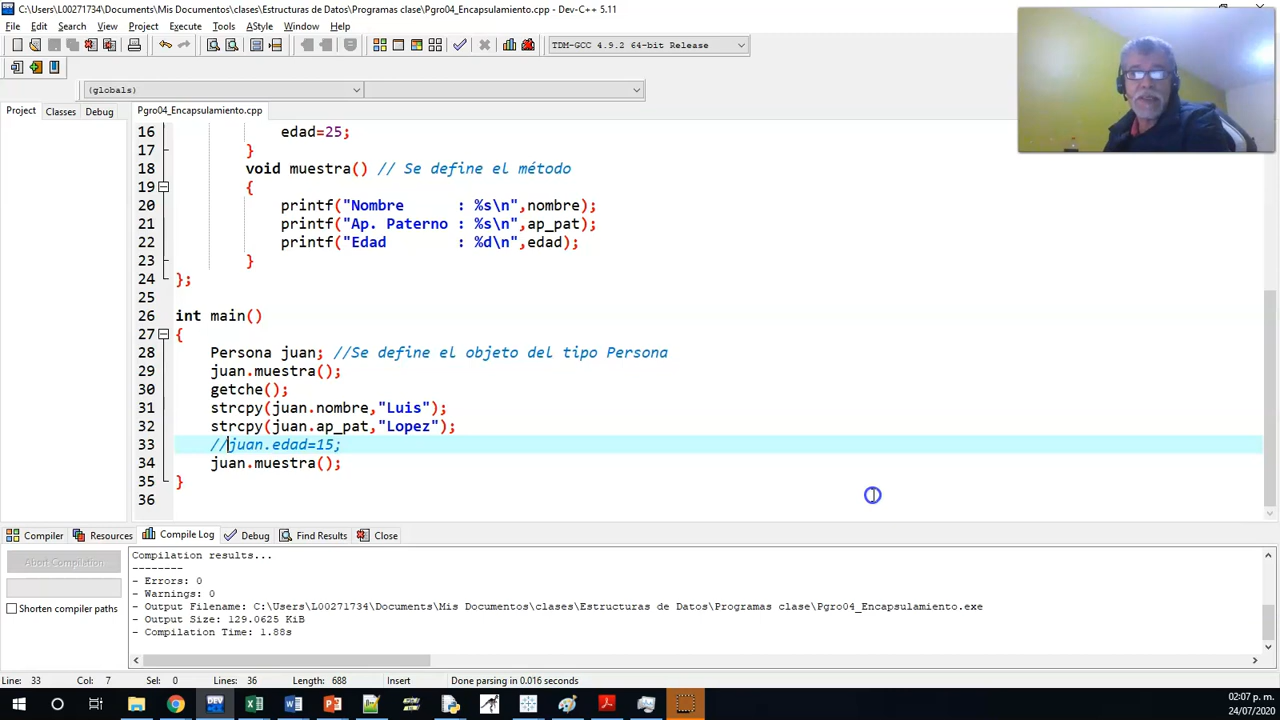 C:\Users\L00271734\Documents\Mis Documentos\clases\Estructuras de Datos\Programas clase\Pgro04_Encapsulamiento.cpp - Dev-C++ 5.11
File Edit Search View Project Execute Tools AStyle Window Help
TDM-GCC 4.9.2 64-bit Release
(globals)
Project Classes Debug Pgro04_Encapsulamiento.cpp
16 edad=25;
17 }
18 void muestra() // Se define el método
19 {
20 printf("Nombre      : %s\n",nombre);
21 printf("Ap. Paterno : %s\n",ap_pat);
22 printf("Edad        : %d\n",edad);
23 }
24 };
25
26 int main()
27 {
28 Persona juan; //Se define el objeto del tipo Persona
29 juan.muestra();
30 getche();
31 strcpy(juan.nombre,"Luis");
32 strcpy(juan.ap_pat,"Lopez");
33 //juan.edad=15;
34 juan.muestra();
35 }
36
Compiler Resources Compile Log Debug Find Results Close
Abort Compilation
Shorten compiler paths
Compilation results...
--------
- Errors: 0
- Warnings: 0
- Output Filename: C:\Users\L00271734\Documents\Mis Documentos\clases\Estructuras de Datos\Programas clase\Pgro04_Encapsulamiento.exe
- Output Size: 129.0625 KiB
- Compilation Time: 1.88s
Line: 33 Col: 7 Sel: 0 Lines: 36 Length: 688 Insert Done parsing in 0.016 seconds
02:07 p. m.
24/07/2020